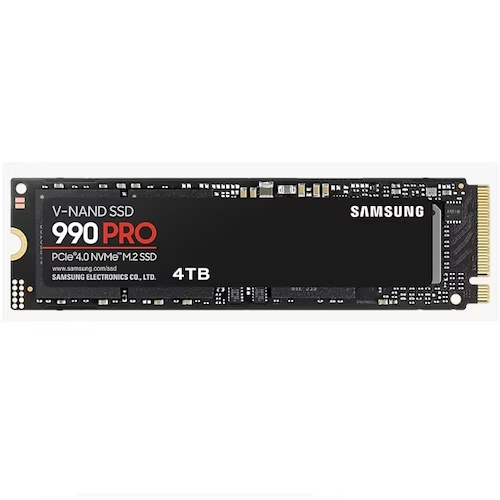 V-NAND SSD
990 PRO
PCIe® 4.0 NVMe™ M.2 SSD
www.samsung.com/ssd
SAMSUNG ELECTRONICS CO., LTD.
4TB
SAMSUNG